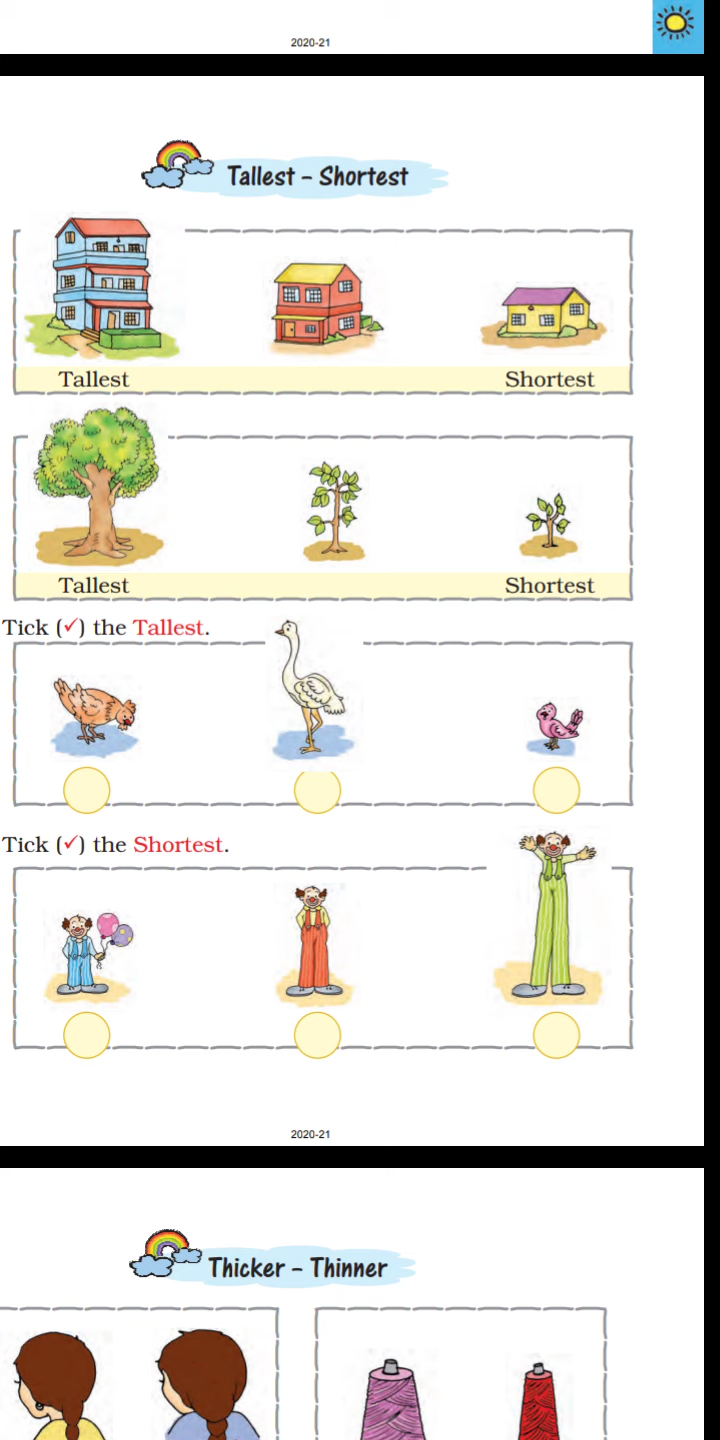 2020-21
Tallest – Shortest
Tallest Shortest
Tallest Shortest
Tick (✓) the Tallest.
Tick (✓) the Shortest.
2020-21
Thicker – Thinner